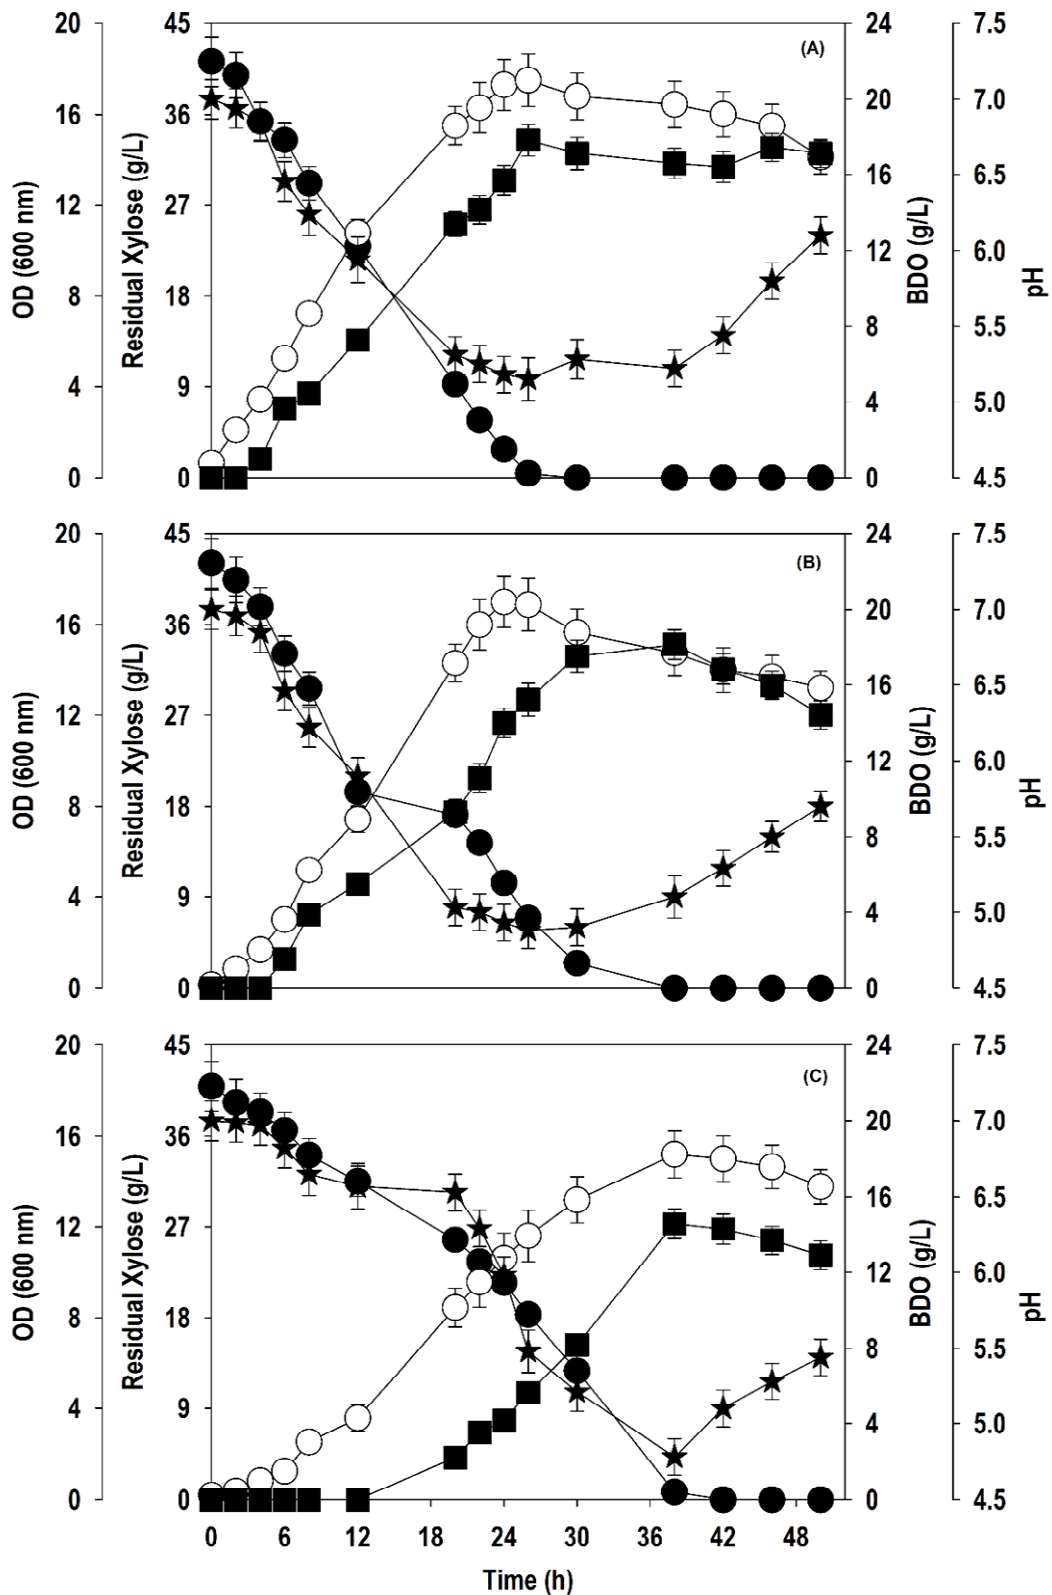 20 45 (A) 24 7.5
16 36 20 7.0
12 27 16 6.5
OD (600 nm) Residual Xylose (g/L) 12 BDO (g/L) 6.0 pH
8 18 8 5.5
4 9 4 5.0
0 0 0 4.5
20 45 (B) 24 7.5
16 36 20 7.0
12 27 16 6.5
OD (600 nm) Residual Xylose (g/L) 12 BDO (g/L) 6.0 pH
8 18 8 5.5
4 9 4 5.0
0 0 0 4.5
20 45 (C) 24 7.5
16 36 20 7.0
12 27 16 6.5
OD (600 nm) Residual Xylose (g/L) 12 BDO (g/L) 6.0 pH
8 18 8 5.5
4 9 4 5.0
0 0 0 4.5
0 6 12 18 24 30 36 42 48
Time (h)